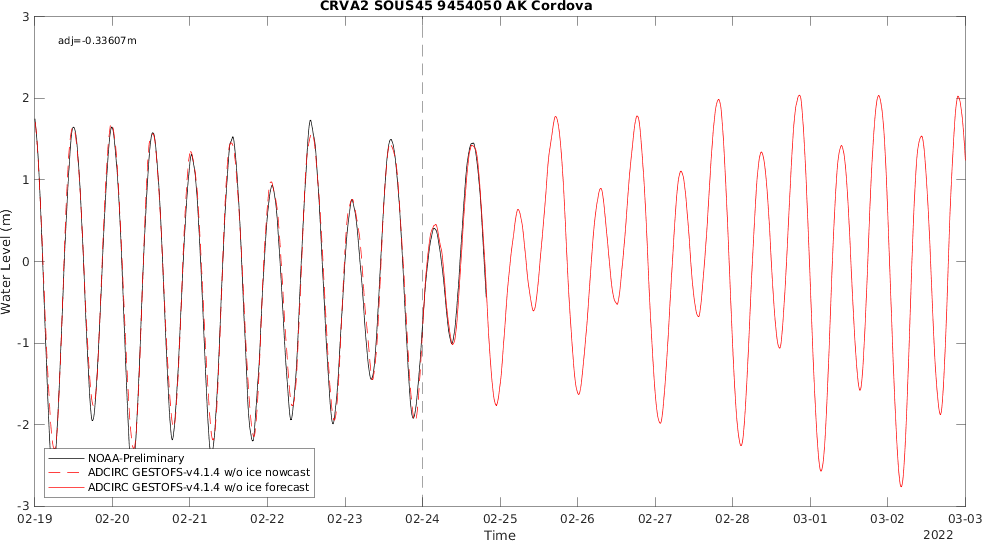 CRVA2 SOUS45 9454050 AK Cordova
adj=-0.33607m
3
2
1
0
-1
-2
-3
Water Level (m)
NOAA-Preliminary
ADCIRC GESTOFS-v4.1.4 w/o ice nowcast
ADCIRC GESTOFS-v4.1.4 w/o ice forecast
02-19 02-20 02-21 02-22 02-23 02-24 02-25 02-26 02-27 02-28 03-01 03-02 03-03
Time
2022